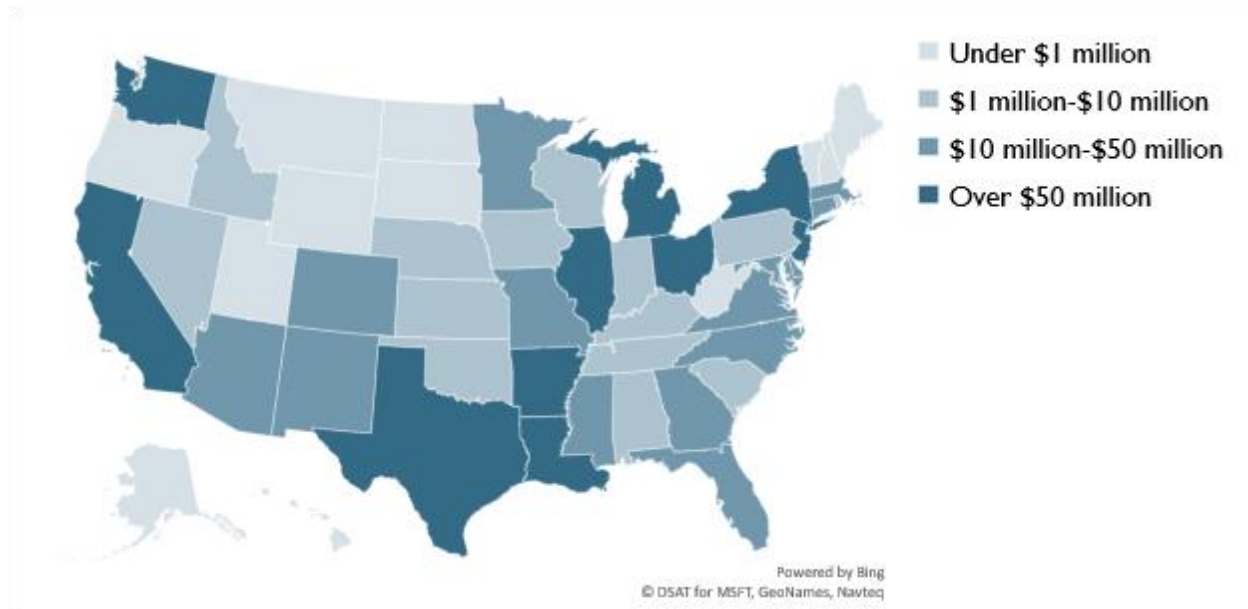 Under $1 million
$1 million-$10 million
$10 million-$50 million
Over $50 million
Powered by Bing
© DSAT for MSFT, GeoNames, Navteq